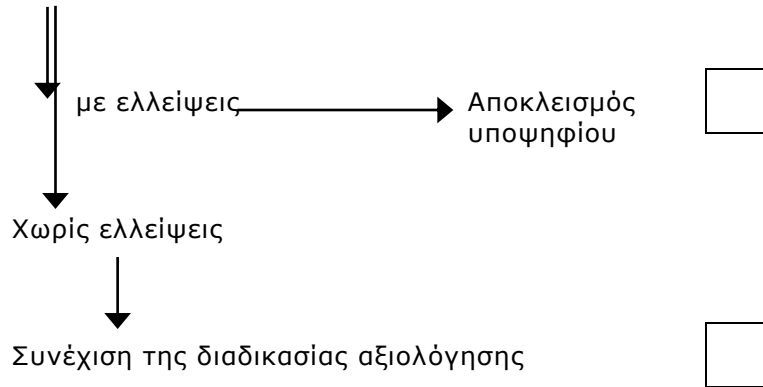 με ελλείψεις
Αποκλεισμός
υποψηφίου
Χωρίς ελλείψεις
Συνέχιση της διαδικασίας αξιολόγησης